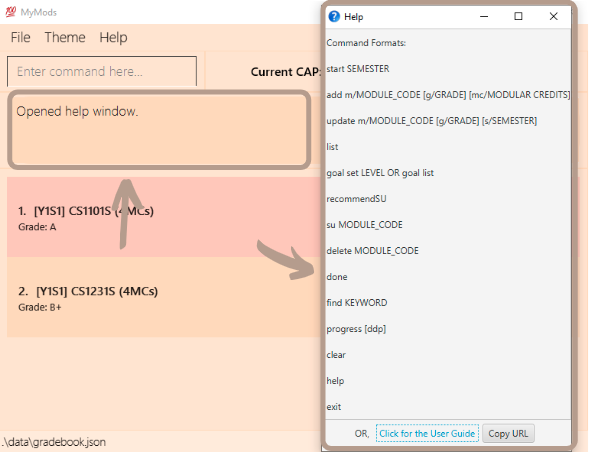 MyMods
File Theme Help
Enter command here...
Current CAP:
Opened help window.
1. [Y1S1] CS1101S (4MCs)
Grade: A
2. [Y1S1] CS1231S (4MCs)
Grade: B+
.\data\gradebook.json
Help
Command Formats:
start SEMESTER
add m/MODULE_CODE [g/GRADE] [mc/MODULAR CREDITS]
update m/MODULE_CODE [g/GRADE] [s/SEMESTER]
list
goal set LEVEL OR goal list
recommendSU
su MODULE_CODE
delete MODULE_CODE
done
find KEYWORD
progress [ddp]
clear
help
exit
OR, Click for the User Guide Copy URL